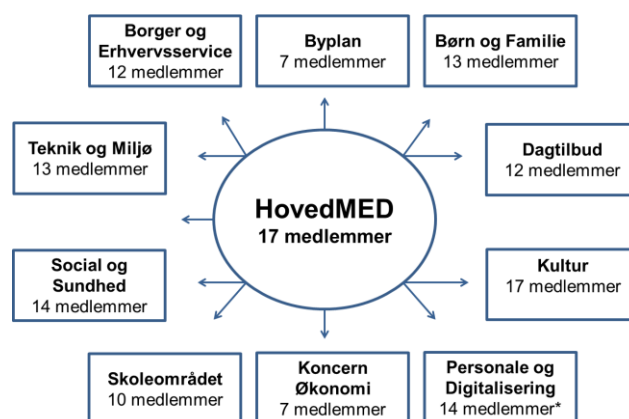 Borger og
Erhvervsservice
12 medlemmer
Byplan
7 medlemmer
Børn og Familie
13 medlemmer
Teknik og Miljø
13 medlemmer
Dagtilbud
12 medlemmer
HovedMED
17 medlemmer
Social og
Sundhed
14 medlemmer
Kultur
17 medlemmer
Skoleområdet
10 medlemmer
Koncern
Økonomi
7 medlemmer
Personale og
Digitalisering
14 medlemmer*